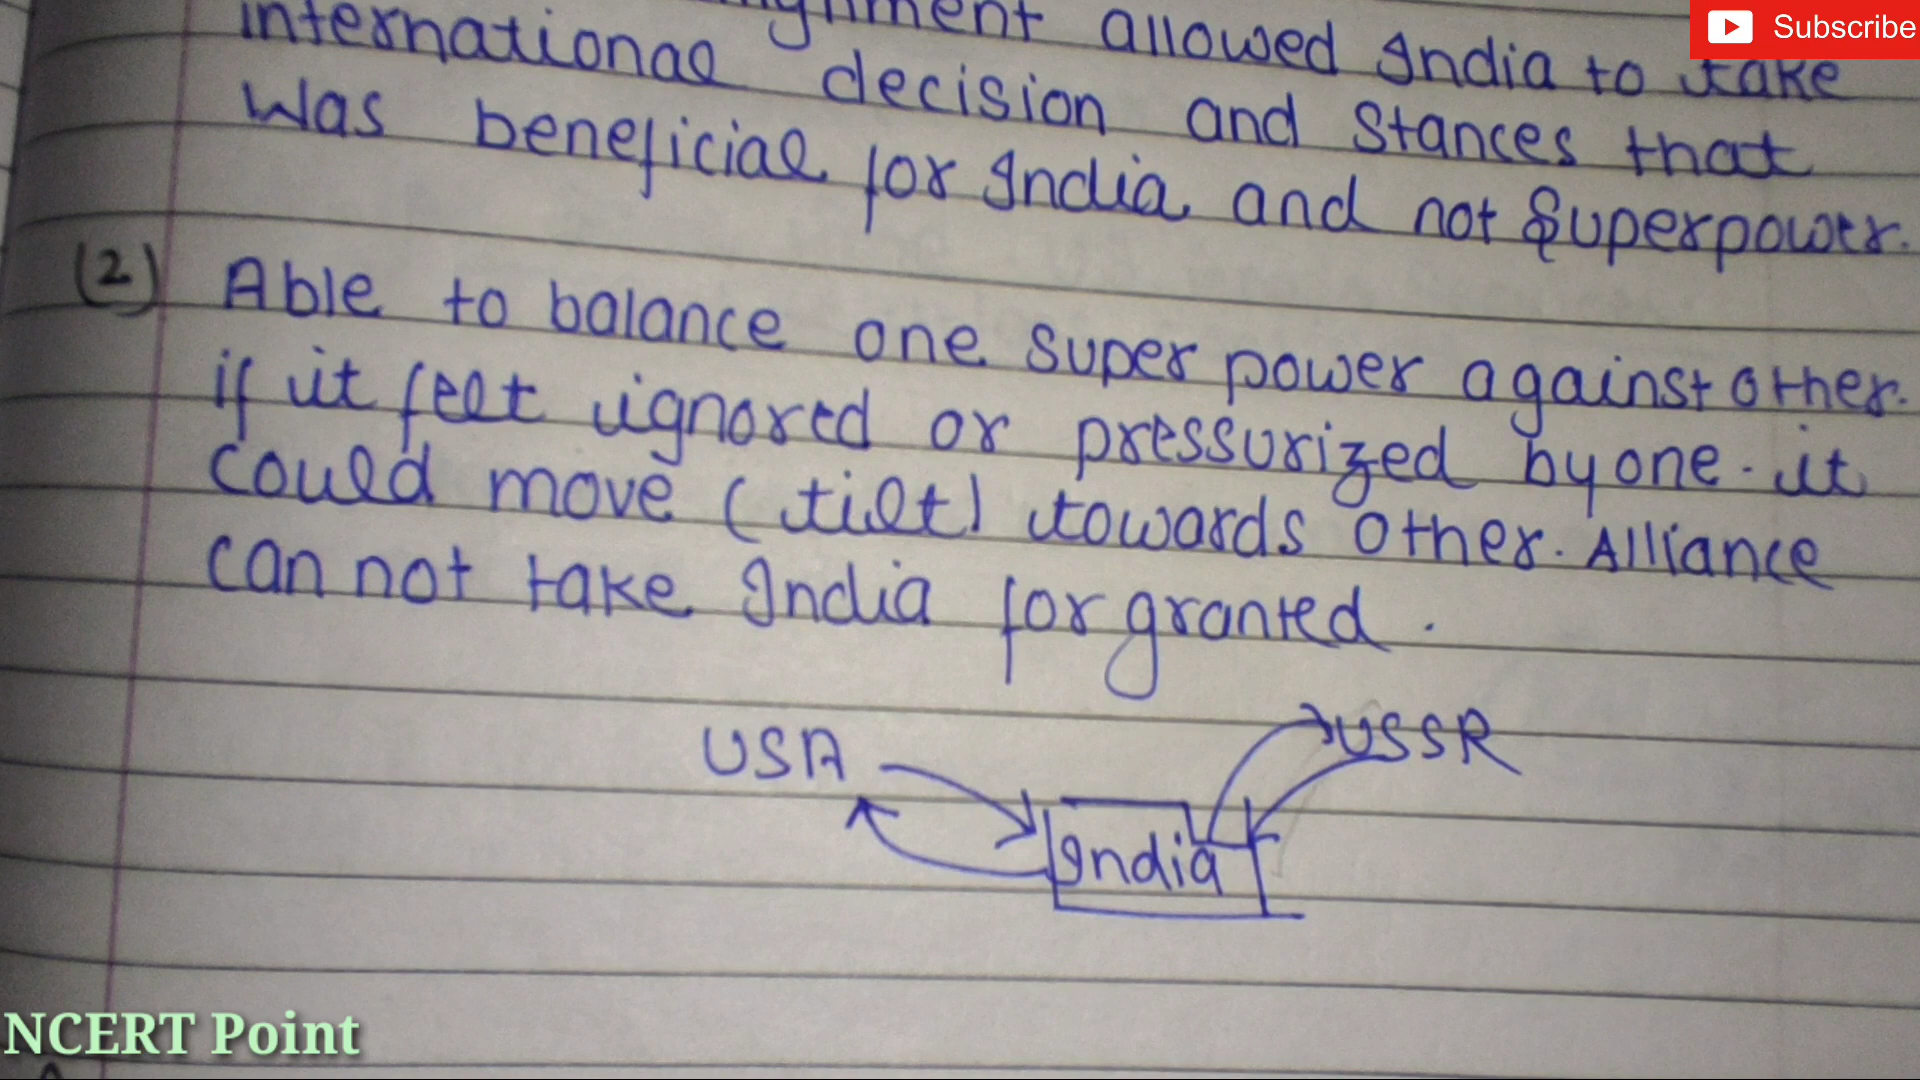 allowed India to take
international decision and Stances that
was beneficial for India and not Superpower.
(2) Able to balance one super power against other.
if it felt ignored or pressurized by one. it
could move (tilt) towards other. Alliance
can not take India for granted.
USA
USSR
India
Subscribe
NCERT Point